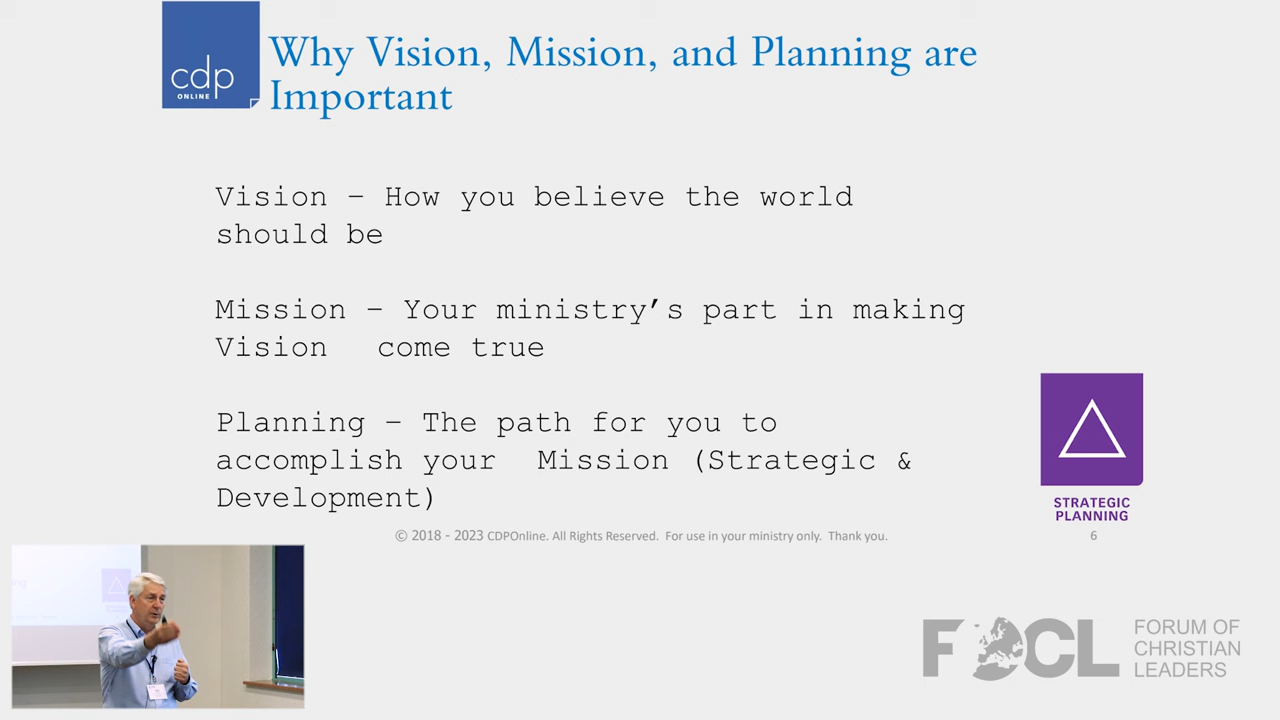 cdp
ONLINE
Why Vision, Mission, and Planning are
Important
Vision – How you believe the world
should be
Mission – Your ministry’s part in making
Vision come true
Planning – The path for you to
accomplish your Mission (Strategic &
Development)
STRATEGIC
PLANNING
© 2018 - 2023 CDPOnline. All Rights Reserved. For use in your ministry only. Thank you.
6
FOCL
FORUM OF
CHRISTIAN
LEADERS